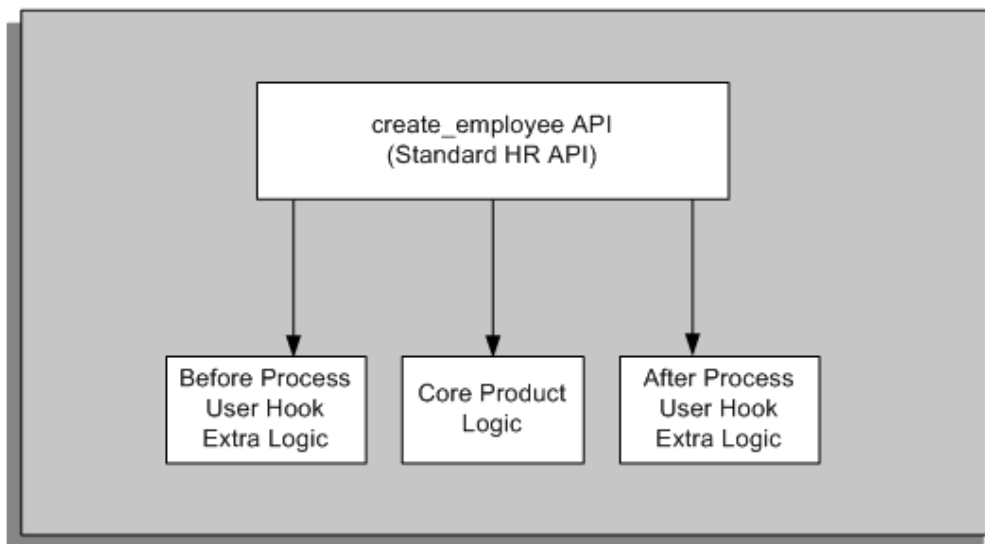 create_employee API
(Standard HR API)
Before Process
User Hook
Extra Logic
Core Product
Logic
After Process
User Hook
Extra Logic